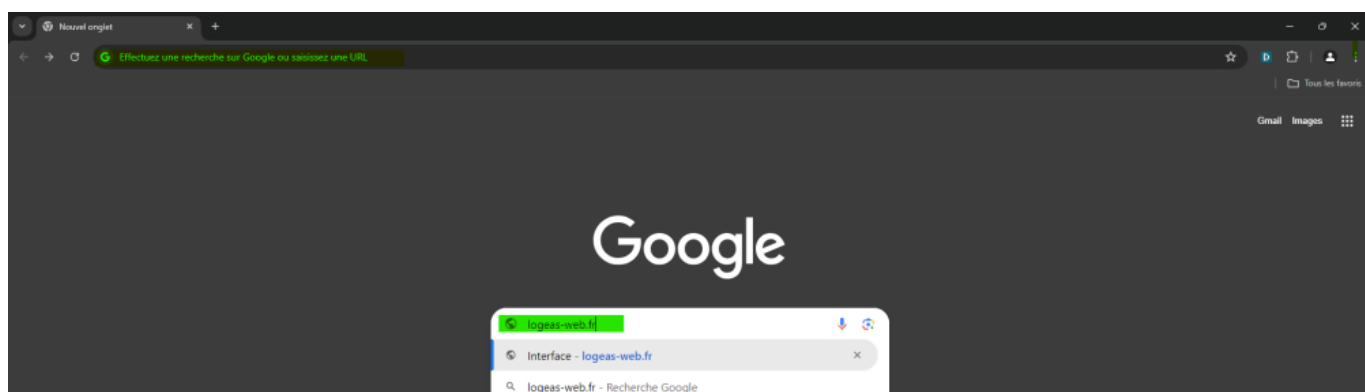 Nouvel onglet
Effectuez une recherche sur Google ou saisissez une URL
Tous les favoris
Gmail Images
Google
logeas-web.fr
Interface - logeas-web.fr
logeas-web.fr - Recherche Google